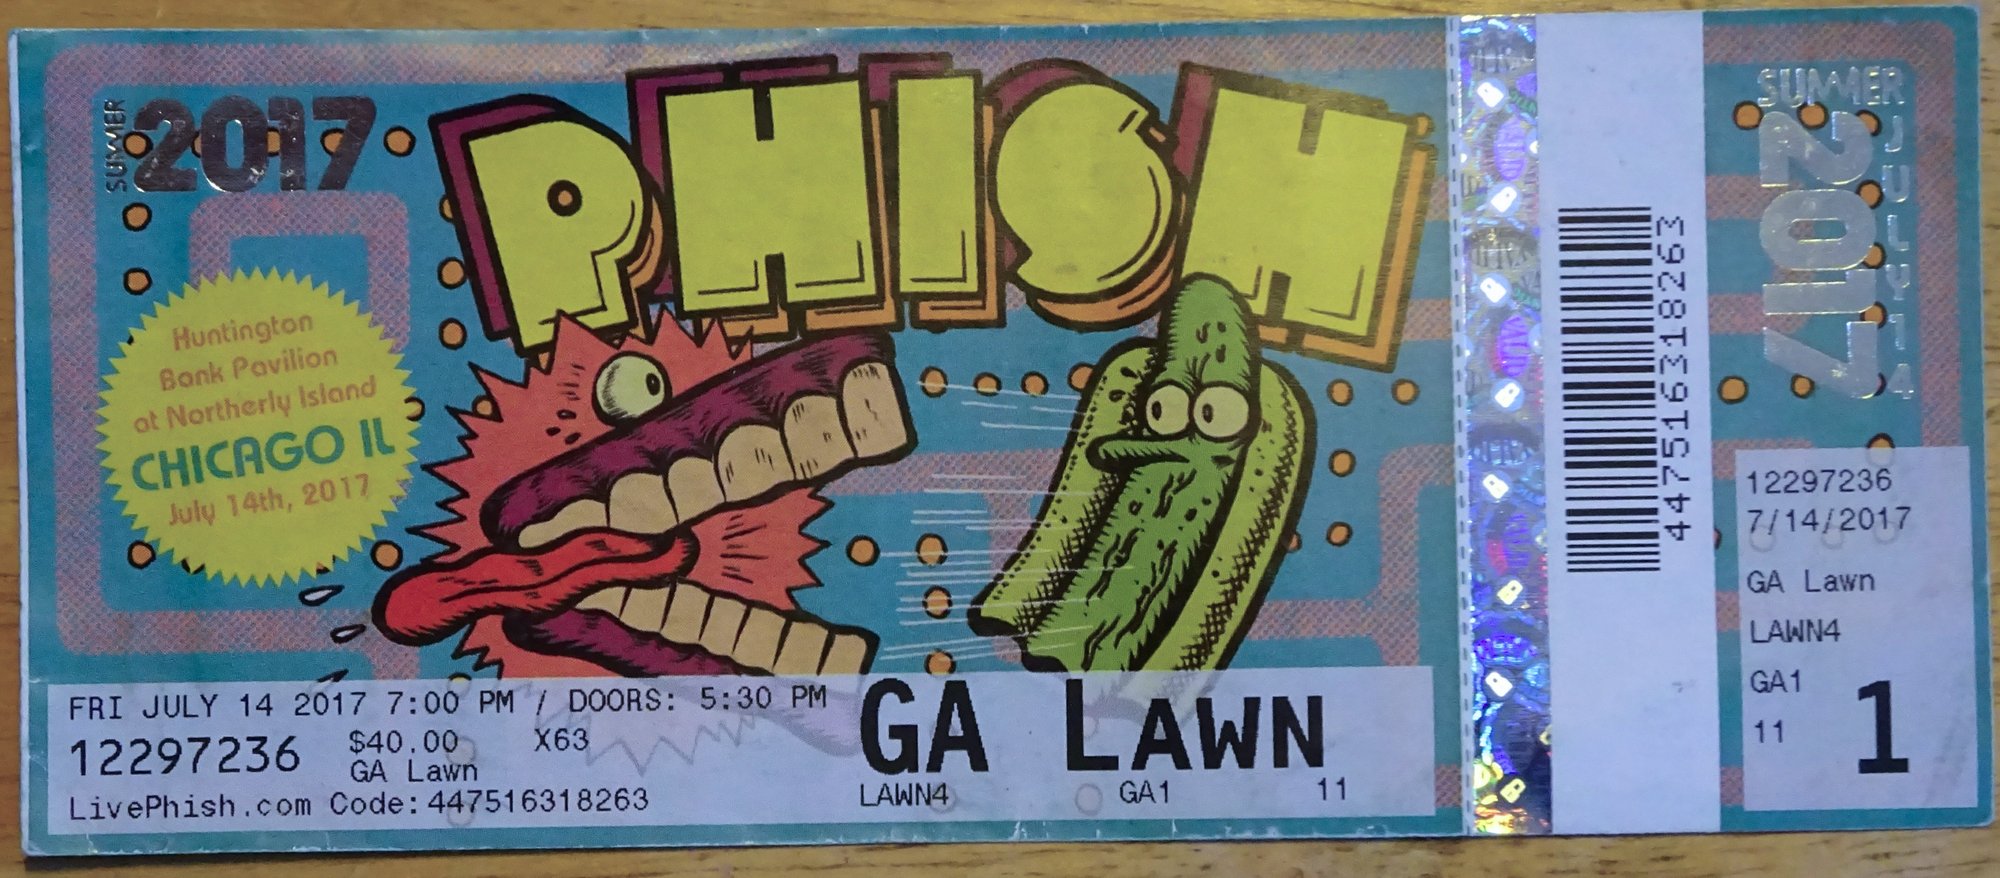 SUMMER 2017
PHISH
Huntington
Bank Pavilion
at Northerly Island
CHICAGO IL
July 14th, 2017
FRI JULY 14 2017 7:00 PM / DOORS: 5:30 PM
12297236
$40.00 X63
GA Lawn
LivePhish.com Code: 447516318263
GA LAWN
LAWN4 GA1 11
447516318263
SUMMER
2017
JULY 14
12297236
7/14/2017
GA Lawn
LAWN4
GA1
11
1